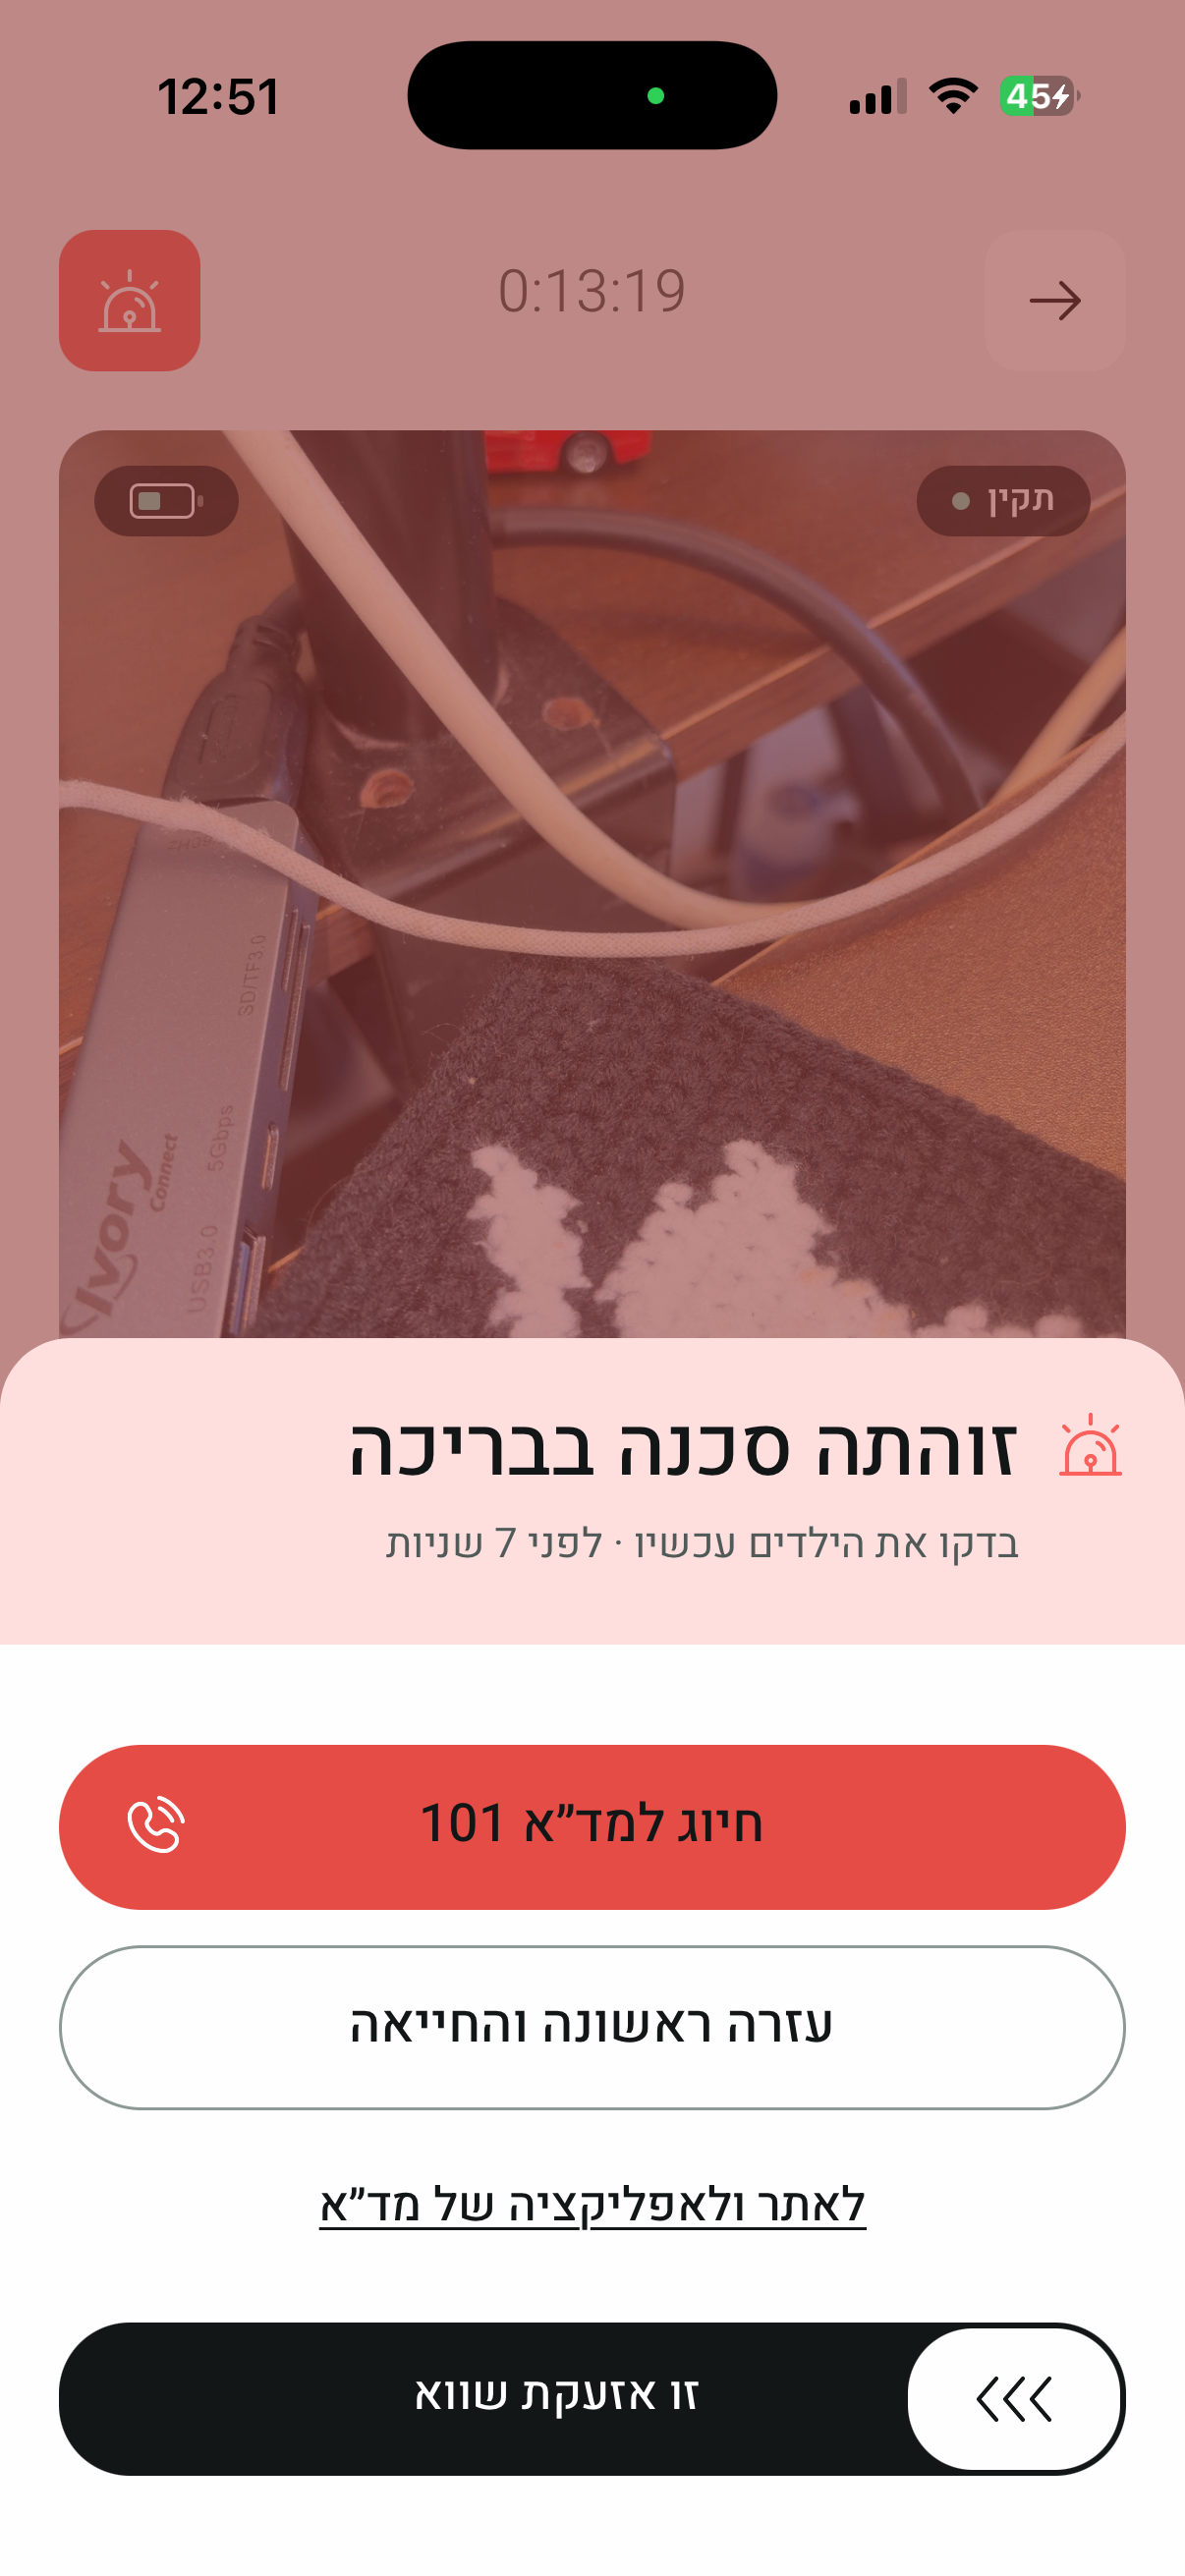 12:51
45
0:13:19
תקין
SD/TF3.0
5Gbps
USB3.0
Ivory
Connect
זוהתה סכנה בבריכה
בדקו את הילדים עכשיו · לפני 7 שניות
חיוג למד״א 101
עזרה ראשונה והחייאה
לאתר ולאפליקציה של מד״א
זו אזעקת שווא